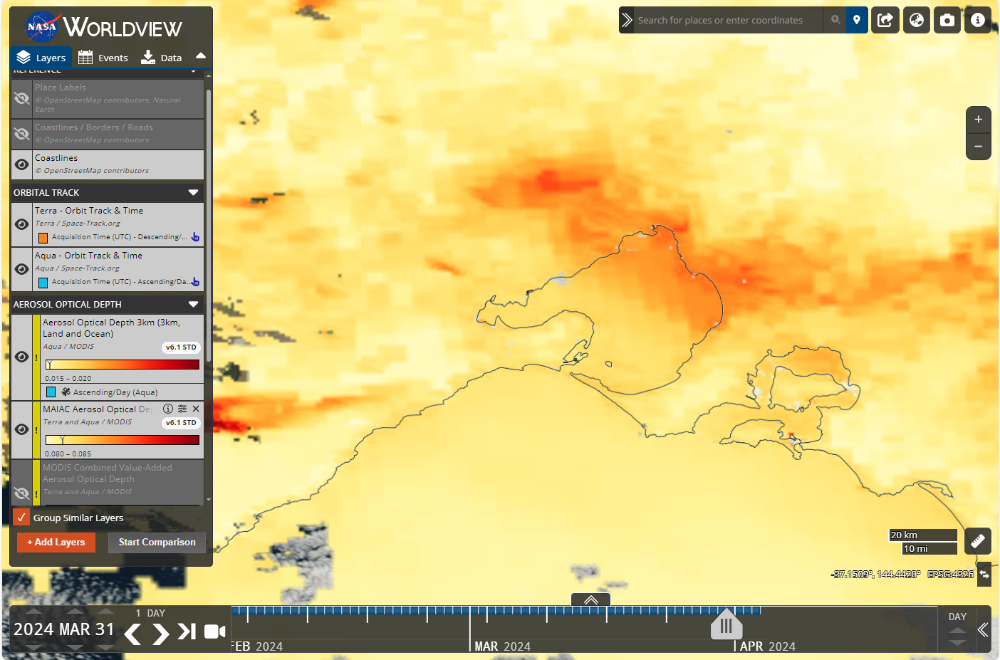 NASA WORLDVIEW
Search for places or enter coordinates
Layers Events Data
REFERENCE
Place Labels
© OpenStreetMap contributors, Natural
Earth
Coastlines / Borders / Roads
© OpenStreetMap contributors
Coastlines
© OpenStreetMap contributors
ORBITAL TRACK
Terra - Orbit Track & Time
Terra / Space-Track.org
Acquisition Time (UTC) - Descending/...
Aqua - Orbit Track & Time
Aqua / Space-Track.org
Acquisition Time (UTC) - Ascending/Da...
AEROSOL OPTICAL DEPTH
Aerosol Optical Depth 3km (3km,
Land and Ocean)
Aqua / MODIS
v6.1 STD
!
0.015 – 0.020
Ascending/Day (Aqua)
MAIAC Aerosol Optical Dep
Terra and Aqua / MODIS
v6.1 STD
!
0.080 – 0.085
MODIS Combined Value-Added
Aerosol Optical Depth
Terra and Aqua / MODIS
!
Group Similar Layers
+ Add Layers Start Comparison
+
−
20 km
10 mi
-37.1509°, 144.4420° EPSG:4326
1 DAY
2024 MAR 31
FEB 2024
MAR 2024
APR 2024
DAY